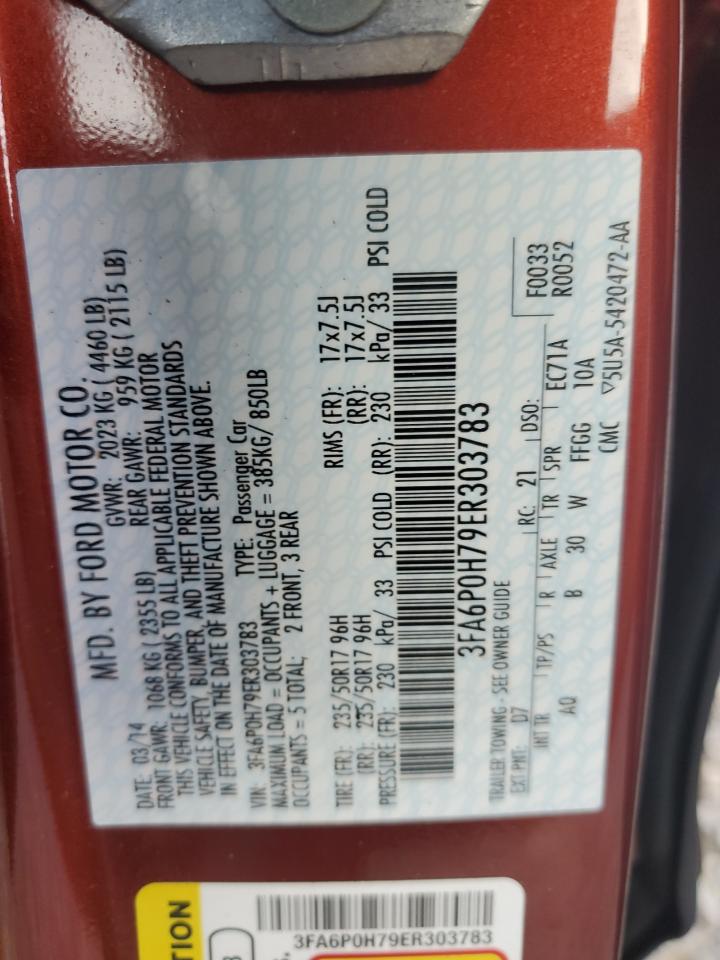 MFD. BY FORD MOTOR CO.
DATE: 03/14 GVWR: 2023 KG ( 4460 LB)
FRONT GAWR: 1068 KG ( 2355 LB) REAR GAWR: 959 KG ( 2115 LB)
THIS VEHICLE CONFORMS TO ALL APPLICABLE FEDERAL MOTOR
VEHICLE SAFETY, BUMPER, AND THEFT PREVENTION STANDARDS
IN EFFECT ON THE DATE OF MANUFACTURE SHOWN ABOVE.
VIN: 3FA6P0H79ER303783 TYPE: Passenger Car
MAXIMUM LOAD = OCCUPANTS + LUGGAGE = 385KG/ 850LB
OCCUPANTS = 5 TOTAL; 2 FRONT, 3 REAR
TIRE (FR): 235/50R17 96H RIMS (FR): 17x7.5J
(RR): 235/50R17 96H (RR): 17x7.5J
PRESSURE (FR): 230 kPa/ 33 PSI COLD (RR): 230 kPa/ 33 PSI COLD
3FA6P0H79ER303783
TRAILER TOWING - SEE OWNER GUIDE
EXT PNT: D7 RC: 21 DSO: F0033
R0052
INT TR TP/PS R AXLE TR SPR EC71A
AQ B 30 W FFGG 10A
CMC ▽5U5A-5420472-AA
TION
3FA6P0H79ER303783